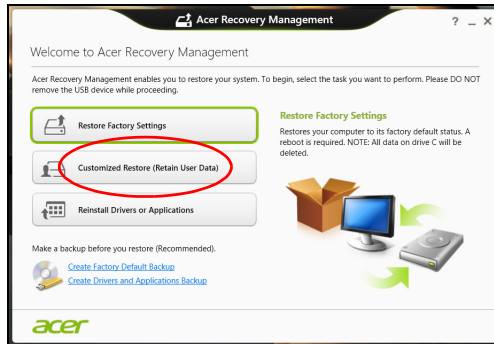 Acer Recovery Management
? _ X
Welcome to Acer Recovery Management
Acer Recovery Management enables you to restore your system. To begin, select the task you want to perform. Please DO NOT
remove the USB device while proceeding.
Restore Factory Settings
Customized Restore (Retain User Data)
Reinstall Drivers or Applications
Restore Factory Settings
Restores your computer to its factory default status. A
reboot is required. NOTE: All data on drive C will be
deleted.
Make a backup before you restore (Recommended).
Create Factory Default Backup
Create Drivers and Applications Backup
acer